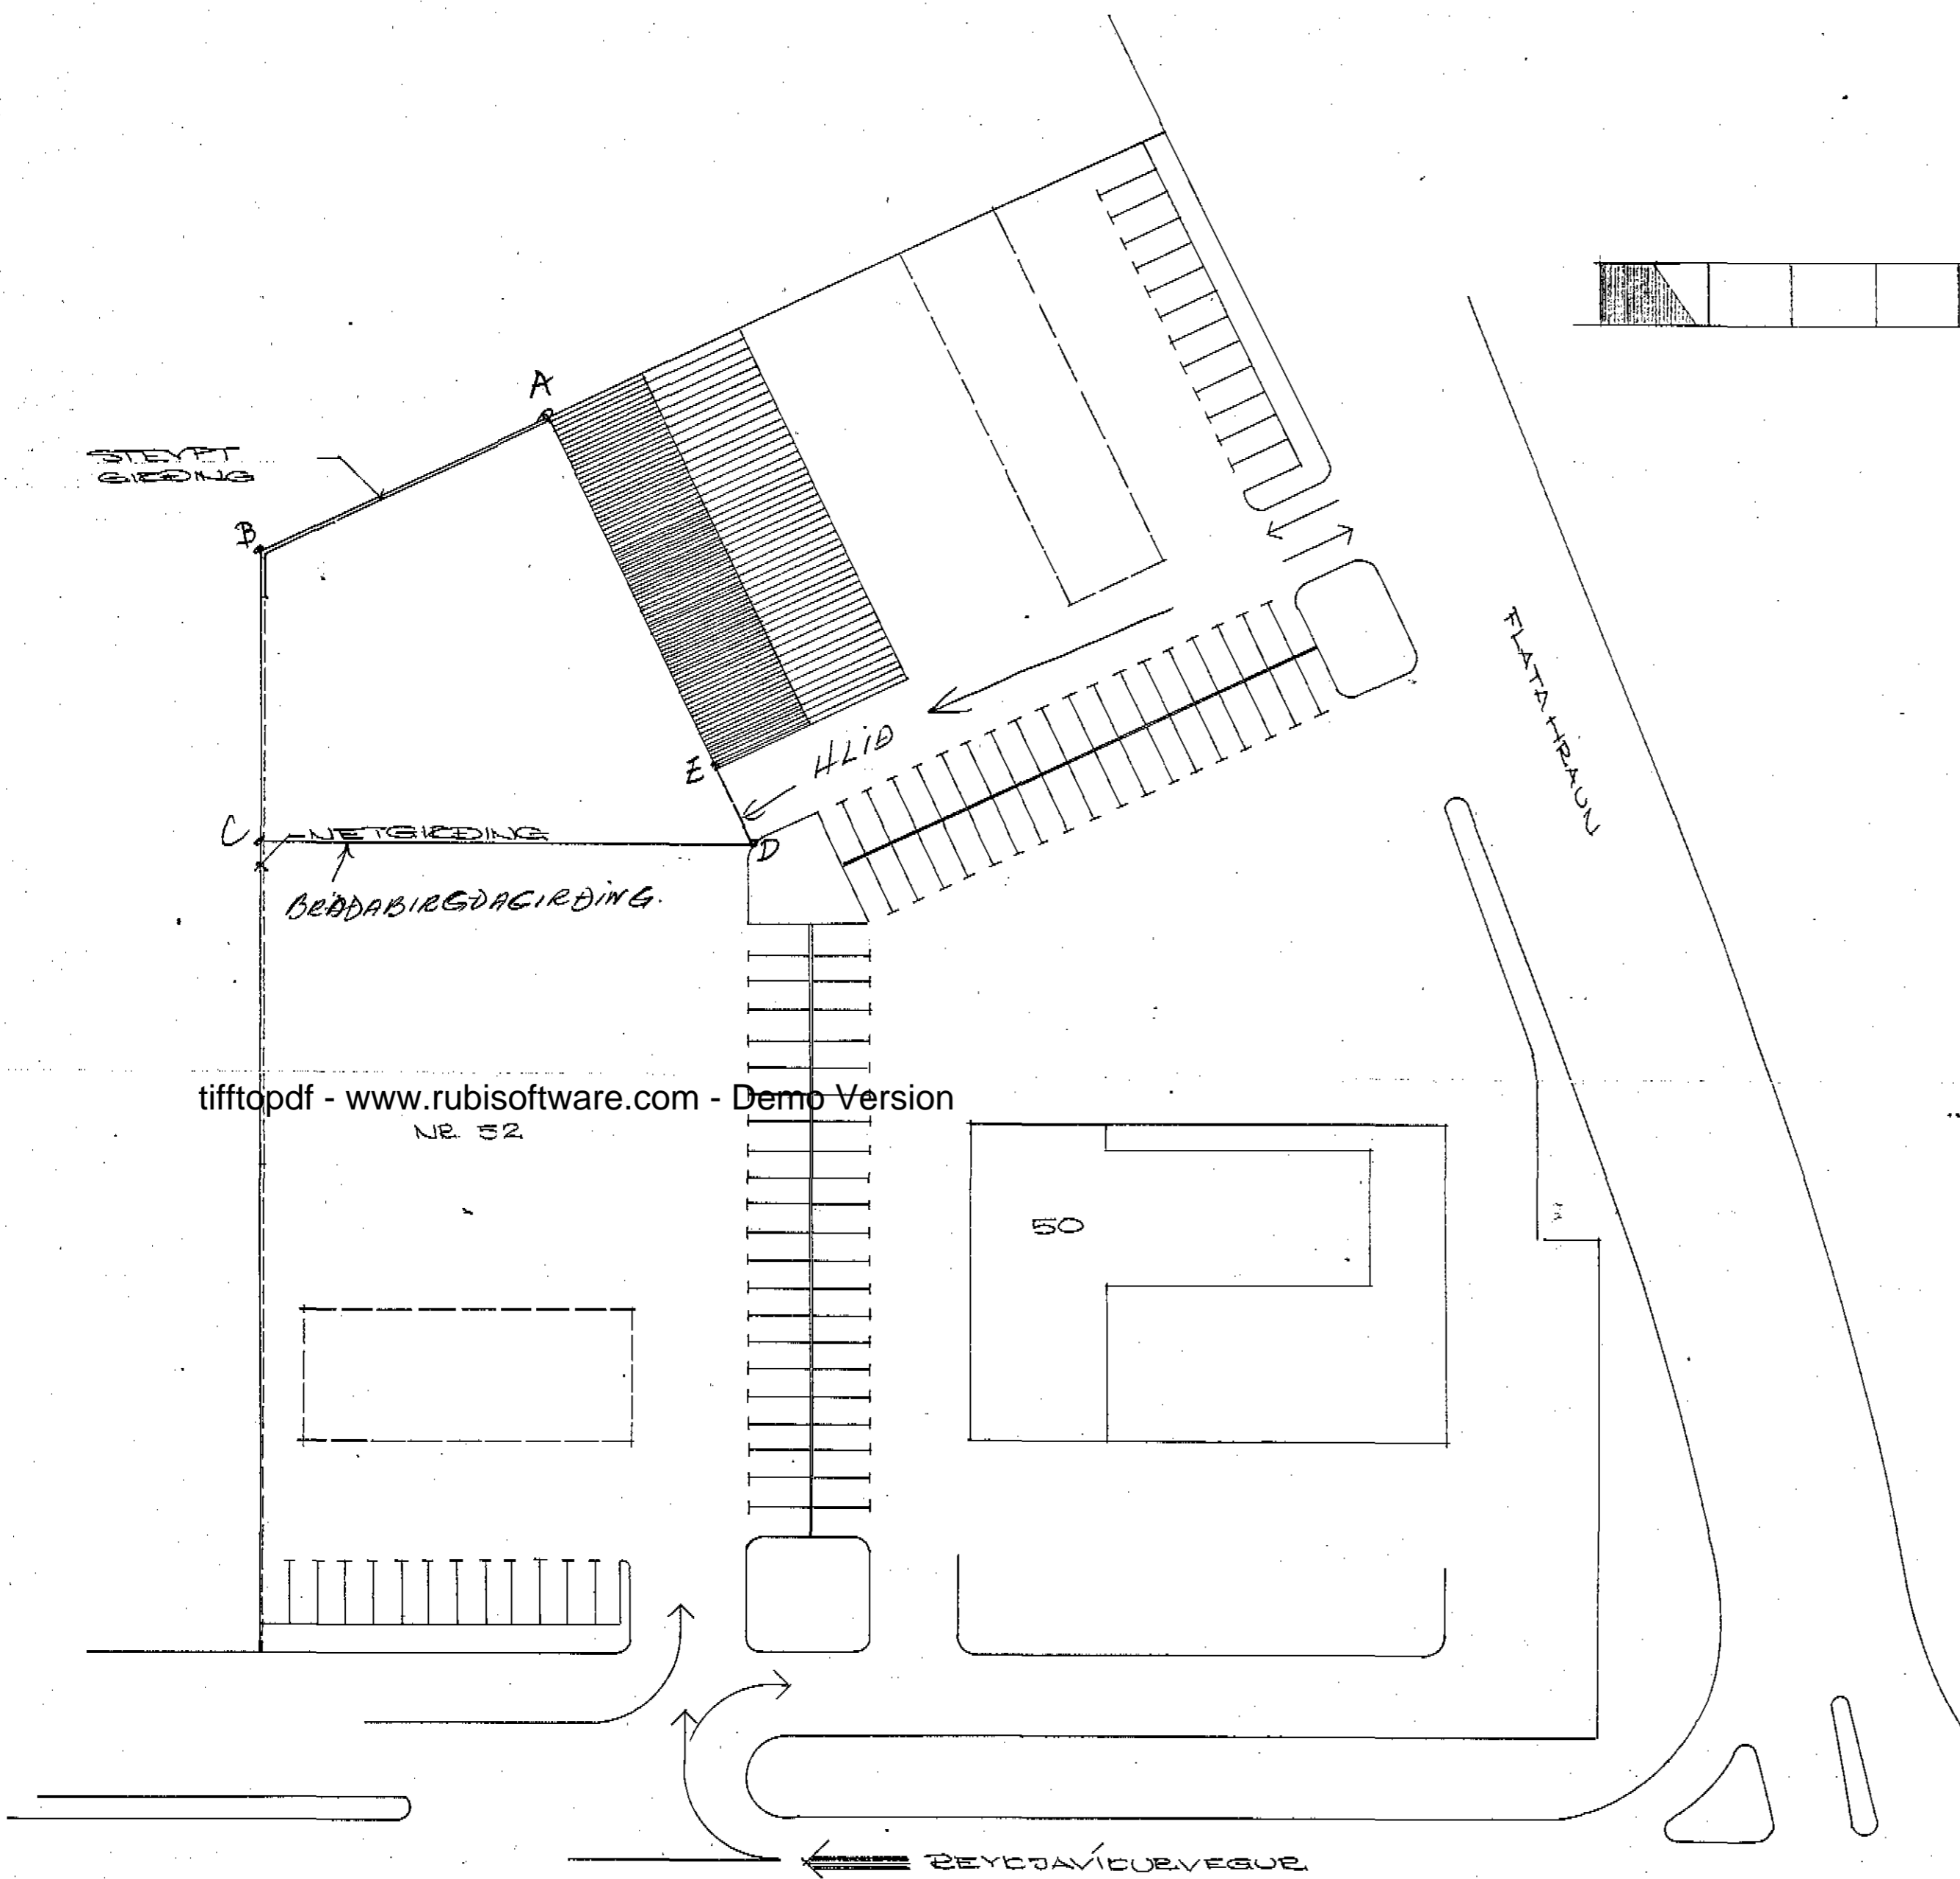 A
STEYPT
GIRÐING
B
FLATAHRAUN
HLIÐ
E
C
NETGIRÐING
D
BRÁÐABIRGÐAGIRÐING.
tifftopdf - www.rubisoftware.com - Demo Version
NR. 52
50
REYKJAVÍKURVEGUR